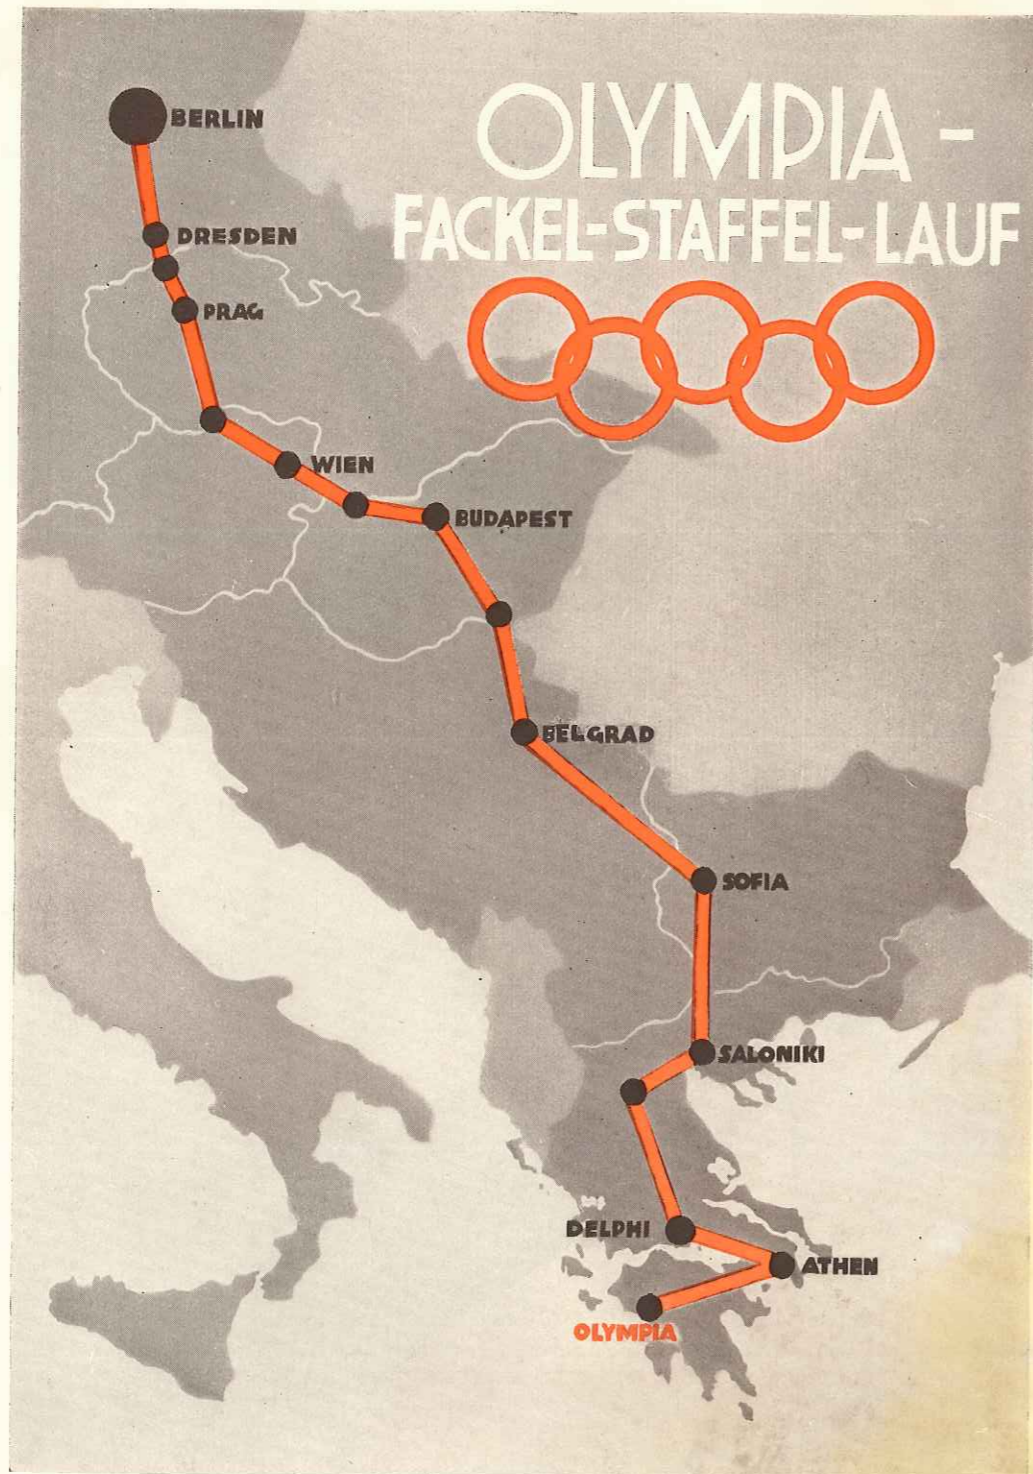 OLYMPIA -
FACKEL-STAFFEL-LAUF
BERLIN
DRESDEN
PRAG
WIEN
BUDAPEST
BELGRAD
SOFIA
SALONIKI
DELPHI
ATHEN
OLYMPIA